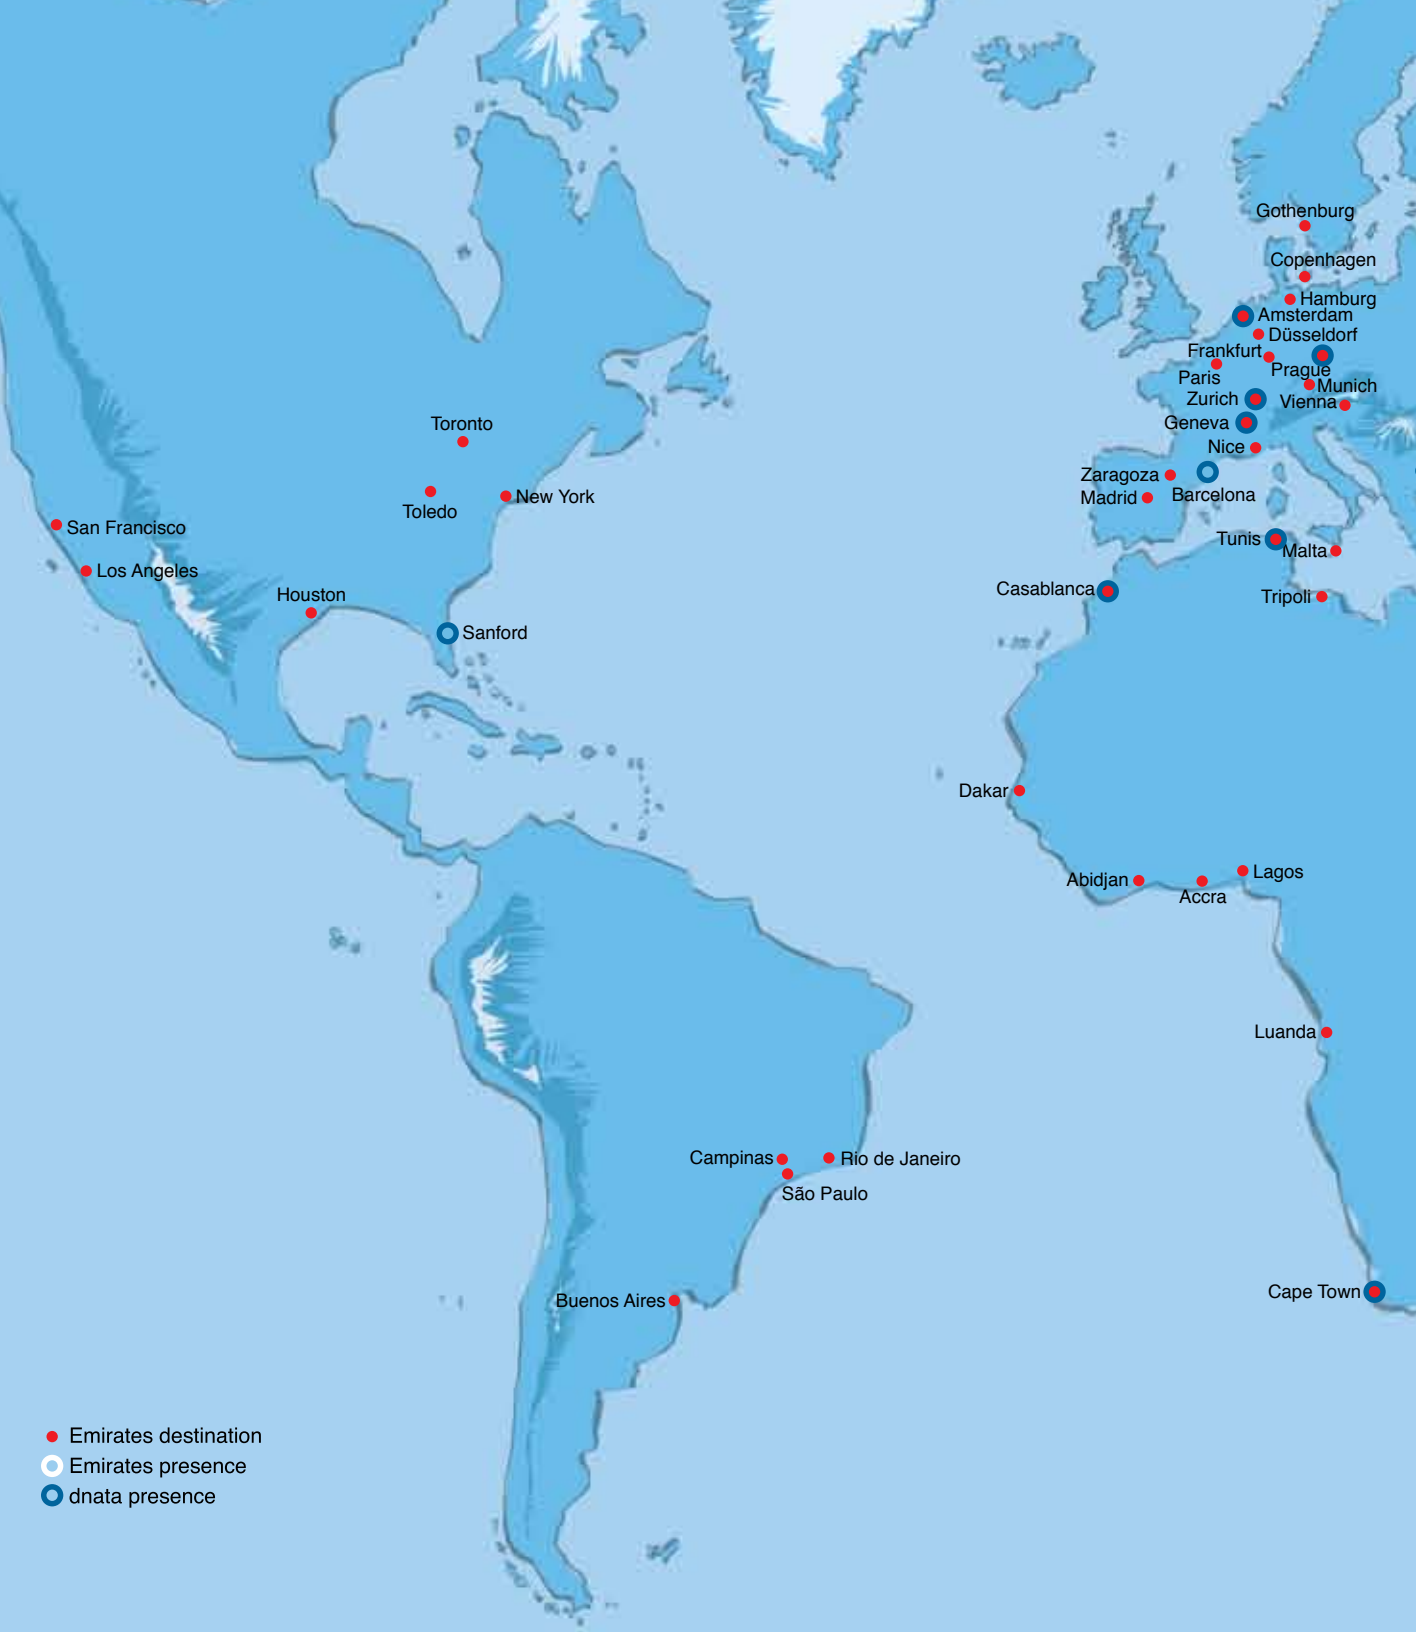 Gothenburg
Copenhagen
Hamburg
Amsterdam
Düsseldorf
Frankfurt
Prague
Paris
Munich
Zurich
Vienna
Geneva
Nice
Zaragoza
Madrid
Barcelona
Tunis
Malta
Casablanca
Tripoli
Toronto
Toledo
New York
San Francisco
Los Angeles
Houston
Sanford
Dakar
Abidjan
Lagos
Accra
Luanda
Campinas
Rio de Janeiro
São Paulo
Cape Town
Buenos Aires
Emirates destination
Emirates presence
dnata presence